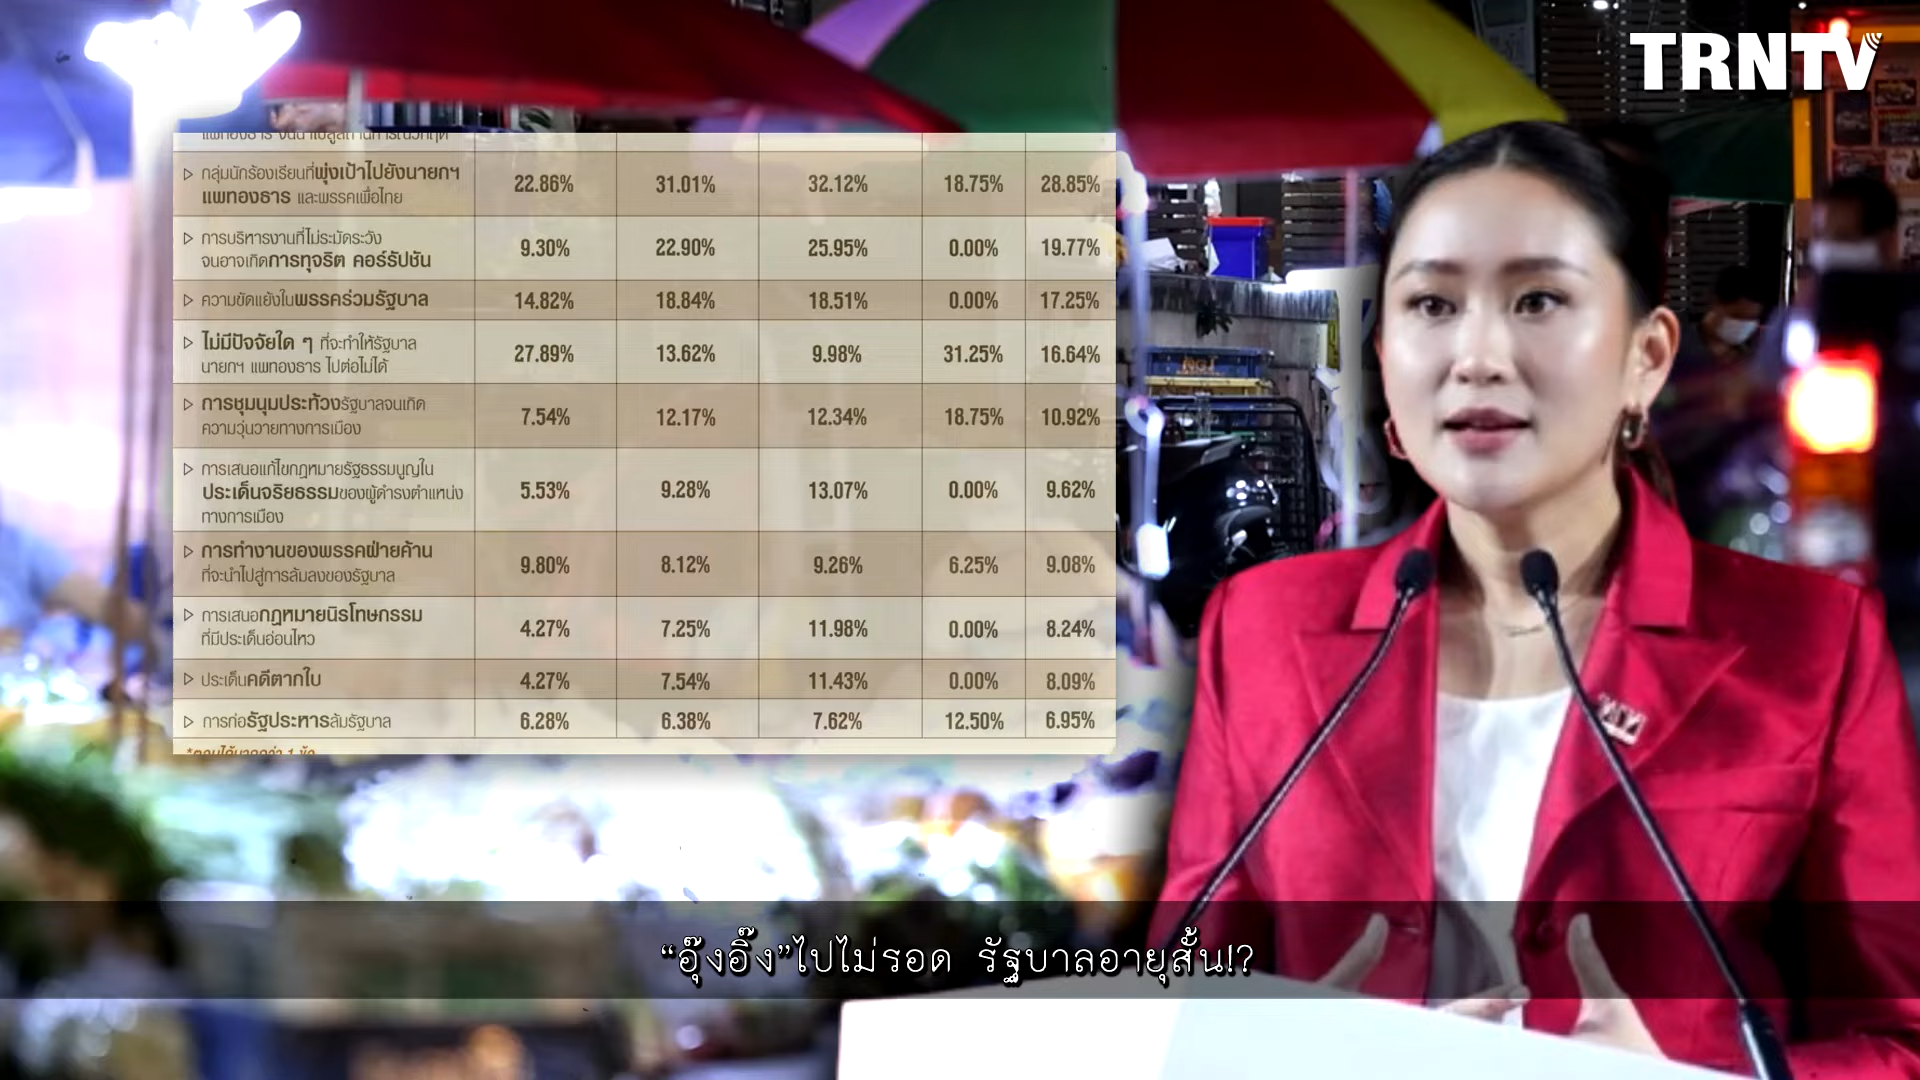 TRNTV
▷ กลุ่มนักร้องเรียนที่พุ่งเป้าไปยังนายกฯ
แพทองธาร และพรรคเพื่อไทย 22.86% 31.01% 32.12% 18.75% 28.85%
▷ การบริหารงานที่ไม่ระมัดระวัง
จนอาจเกิดการทุจริต คอร์รัปชัน 9.30% 22.90% 25.95% 0.00% 19.77%
▷ ความขัดแย้งในพรรคร่วมรัฐบาล 14.82% 18.84% 18.51% 0.00% 17.25%
▷ ไม่มีปัจจัยใด ๆ ที่จะทำให้รัฐบาล
นายกฯ แพทองธาร ไปต่อไม่ได้ 27.89% 13.62% 9.98% 31.25% 16.64%
▷ การชุมนุมประท้วงรัฐบาลจนเกิด
ความวุ่นวายทางการเมือง 7.54% 12.17% 12.34% 18.75% 10.92%
▷ การเสนอแก้ไขกฎหมายรัฐธรรมนูญใน
ประเด็นจริยธรรมของผู้ดำรงตำแหน่ง
ทางการเมือง 5.53% 9.28% 13.07% 0.00% 9.62%
▷ การทำงานของพรรคฝ่ายค้าน
ที่จะนำไปสู่การล้มลงของรัฐบาล 9.80% 8.12% 9.26% 6.25% 9.08%
▷ การเสนอกฎหมายนิรโทษกรรม
ที่มีประเด็นอ่อนไหว 4.27% 7.25% 11.98% 0.00% 8.24%
▷ ประเด็นคดีตากใบ 4.27% 7.54% 11.43% 0.00% 8.09%
▷ การก่อรัฐประหารล้มรัฐบาล 6.28% 6.38% 7.62% 12.50% 6.95%
“อุ๊งอิ๊ง”ไปไม่รอด รัฐบาลอายุสั้น!?